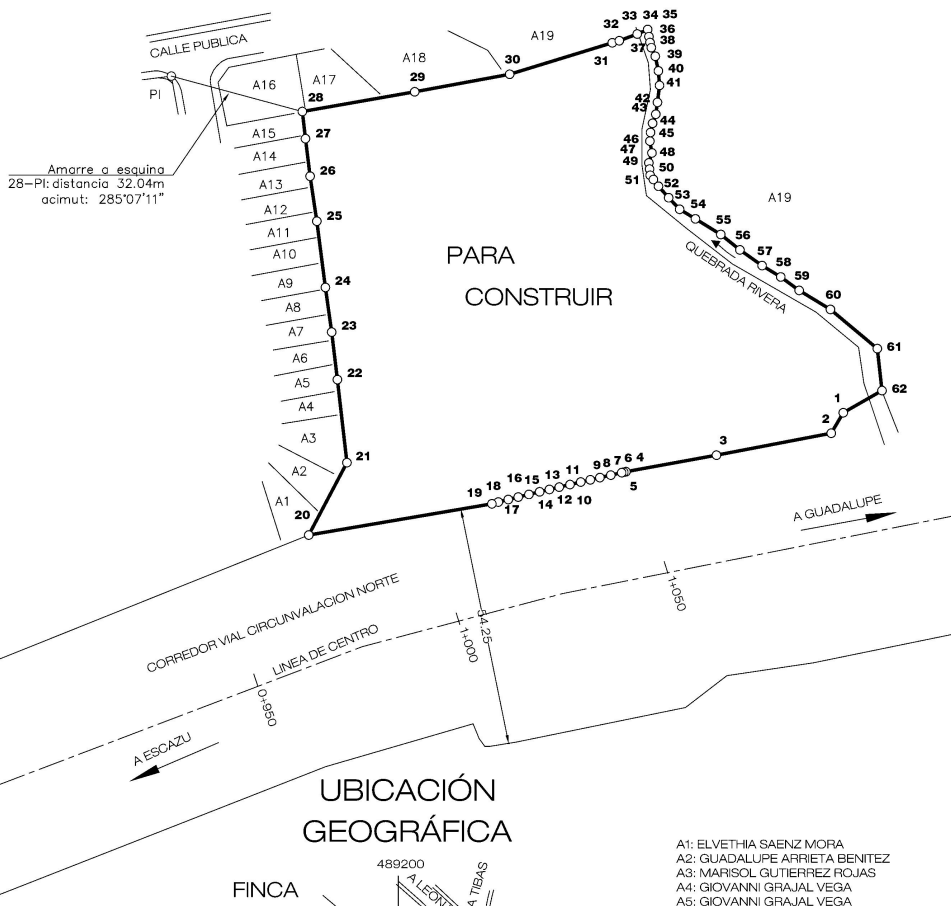 CALLE PUBLICA
PI
Amarre a esquina
28-PI: distancia 32.04m
acimut: 285°07'11"
A16
A17
A18
A19
A15
A14
A13
A12
A11
A10
A9
A8
A7
A6
A5
A4
A3
A2
A1
A19
28
29
30
31
32
33
34
35
36
37
38
39
40
41
42
43
44
45
46
47
48
49
50
51
52
53
54
55
56
57
58
59
60
61
62
1
2
3
4
5
6
7
8
9
10
11
12
13
14
15
16
17
18
19
20
21
22
23
24
25
26
27
PARA
CONSTRUIR
QUEBRADA RIVERA
A GUADALUPE
CORREDOR VIAL CIRCUNVALACION NORTE
LINEA DE CENTRO
54.25
0+950
1+000
1+050
A ESCAZU
UBICACIÓN
GEOGRÁFICA
489200
FINCA
A TIBAS
A1: ELVETHIA SAENZ MORA
A2: GUADALUPE ARRIETA BENITEZ
A3: MARISOL GUTIERREZ ROJAS
A4: GIOVANNI GRAJAL VEGA
A5: GIOVANNI GRAJAL VEGA